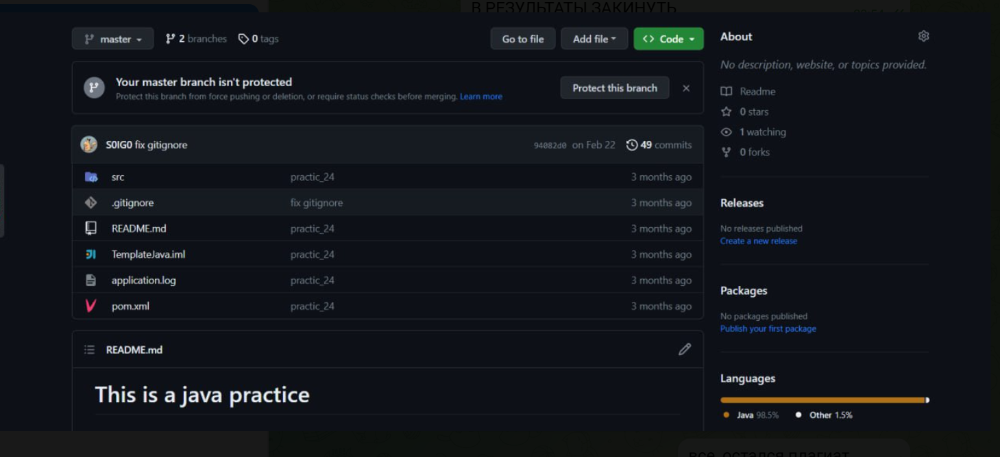 В РЕЗУЛЬТАТЫ ЗАКИНУТЬ
master
2 branches
0 tags
Go to file
Add file
<> Code
Your master branch isn't protected
Protect this branch from force pushing or deletion, or require status checks before merging. Learn more
Protect this branch
S0IG0 fix gitignore
94082d0 on Feb 22
49 commits
src practic_24 3 months ago
.gitignore fix gitignore 3 months ago
README.md practic_24 3 months ago
TemplateJava.iml practic_24 3 months ago
application.log practic_24 3 months ago
pom.xml practic_24 3 months ago
README.md
This is a java practice
About
No description, website, or topics provided.
Readme
0 stars
1 watching
0 forks
Releases
No releases published
Create a new release
Packages
No packages published
Publish your first package
Languages
Java 98.5% Other 1.5%
все, остался плагиат